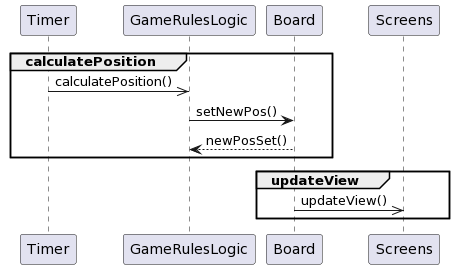 Timer GameRulesLogic Board Screens
calculatePosition
calculatePosition()
setNewPos()
newPosSet()
updateView
updateView()
Timer GameRulesLogic Board Screens